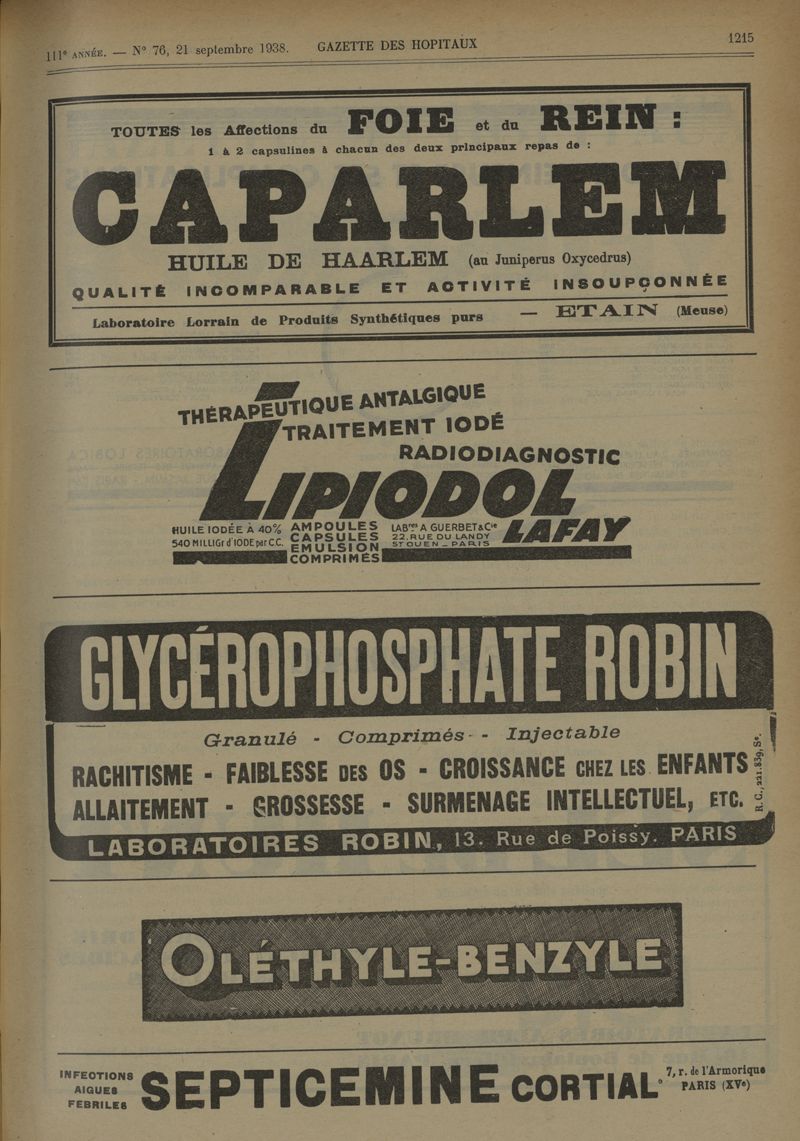 111e ANNÉE. — N° 76, 21 septembre 1938. GAZETTE DES HOPITAUX 1215
TOUTES les Affections du FOIE et du REIN :
1 à 2 capsulines à chacun des deux principaux repas de :
CAPARLEM
HUILE DE HAARLEM (au Juniperus Oxycedrus)
QUALITÉ INCOMPARABLE ET ACTIVITÉ INSOUPÇONNÉE
Laboratoire Lorrain de Produits Synthétiques purs — ETAIN (Meuse)
THÉRAPEUTIQUE ANTALGIQUE
TRAITEMENT IODÉ
RADIODIAGNOSTIC
LIPIODOL
LAFAY
HUILE IODÉE À 40%
540 MILLIGr d'IODE par C.C.
AMPOULES
CAPSULES
EMULSION
COMPRIMÉS
LABres A GUERBET & Cie
22. RUE DU LANDY
St OUEN - PARIS
GLYCÉROPHOSPHATE ROBIN
Granulé - Comprimés - Injectable
RACHITISME - FAIBLESSE DES OS - CROISSANCE CHEZ LES ENFANTS
ALLAITEMENT - GROSSESSE - SURMENAGE INTELLECTUEL, ETC.
R. C., 221.839, Se.
LABORATOIRES ROBIN, 13. Rue de Poissy. PARIS
OLÉTHYLE-BENZYLE
INFECTIONS
AIGUES
FEBRILES
SEPTICEMINE CORTIAL
7, r. de l'Armorique
PARIS (XVe)